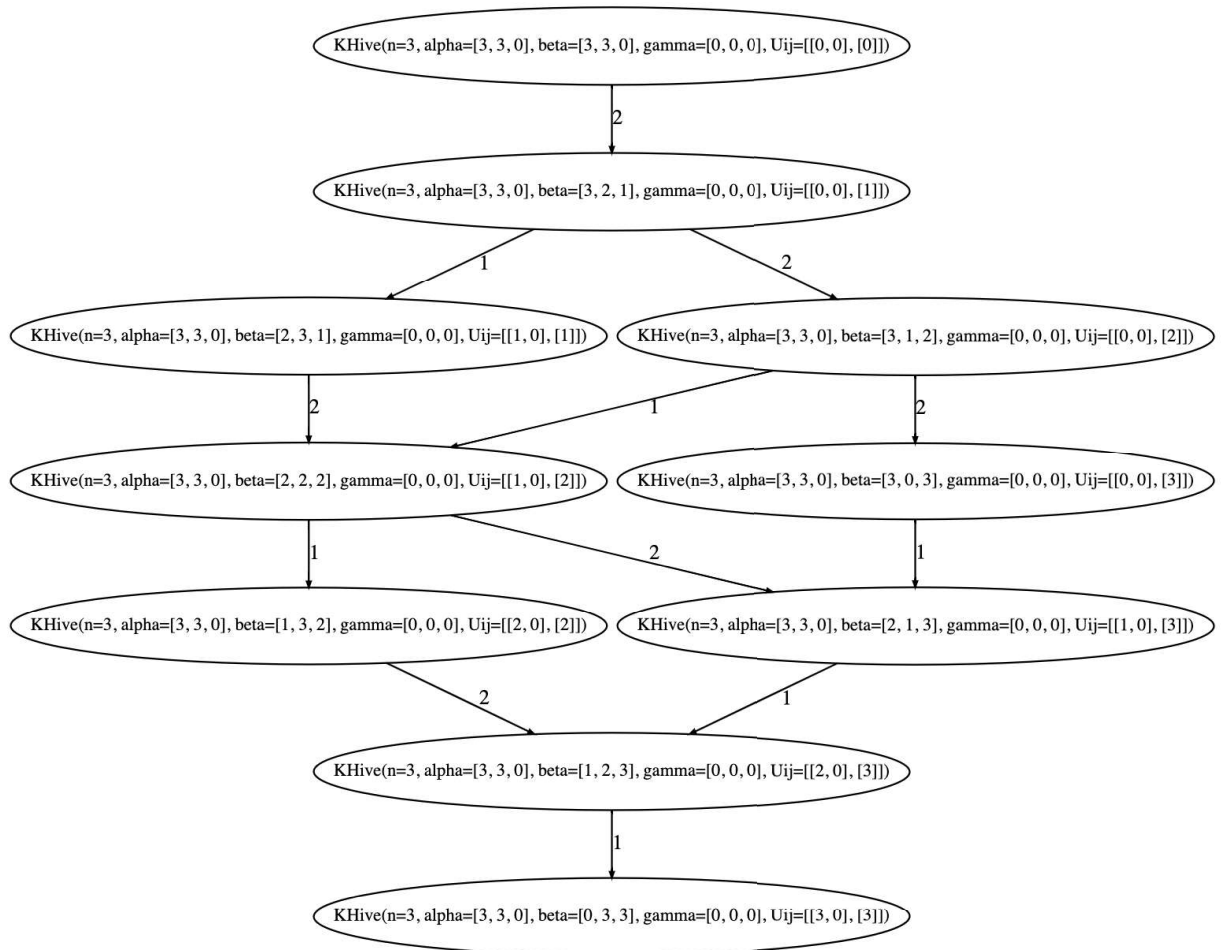 KHive(n=3, alpha=[3, 3, 0], beta=[3, 3, 0], gamma=[0, 0, 0], Uij=[[0, 0], [0]])
2
KHive(n=3, alpha=[3, 3, 0], beta=[3, 2, 1], gamma=[0, 0, 0], Uij=[[0, 0], [1]])
1
2
KHive(n=3, alpha=[3, 3, 0], beta=[2, 3, 1], gamma=[0, 0, 0], Uij=[[1, 0], [1]])
KHive(n=3, alpha=[3, 3, 0], beta=[3, 1, 2], gamma=[0, 0, 0], Uij=[[0, 0], [2]])
2
1
2
KHive(n=3, alpha=[3, 3, 0], beta=[2, 2, 2], gamma=[0, 0, 0], Uij=[[1, 0], [2]])
KHive(n=3, alpha=[3, 3, 0], beta=[3, 0, 3], gamma=[0, 0, 0], Uij=[[0, 0], [3]])
1
2
1
KHive(n=3, alpha=[3, 3, 0], beta=[1, 3, 2], gamma=[0, 0, 0], Uij=[[2, 0], [2]])
KHive(n=3, alpha=[3, 3, 0], beta=[2, 1, 3], gamma=[0, 0, 0], Uij=[[1, 0], [3]])
2
1
KHive(n=3, alpha=[3, 3, 0], beta=[1, 2, 3], gamma=[0, 0, 0], Uij=[[2, 0], [3]])
1
KHive(n=3, alpha=[3, 3, 0], beta=[0, 3, 3], gamma=[0, 0, 0], Uij=[[3, 0], [3]])